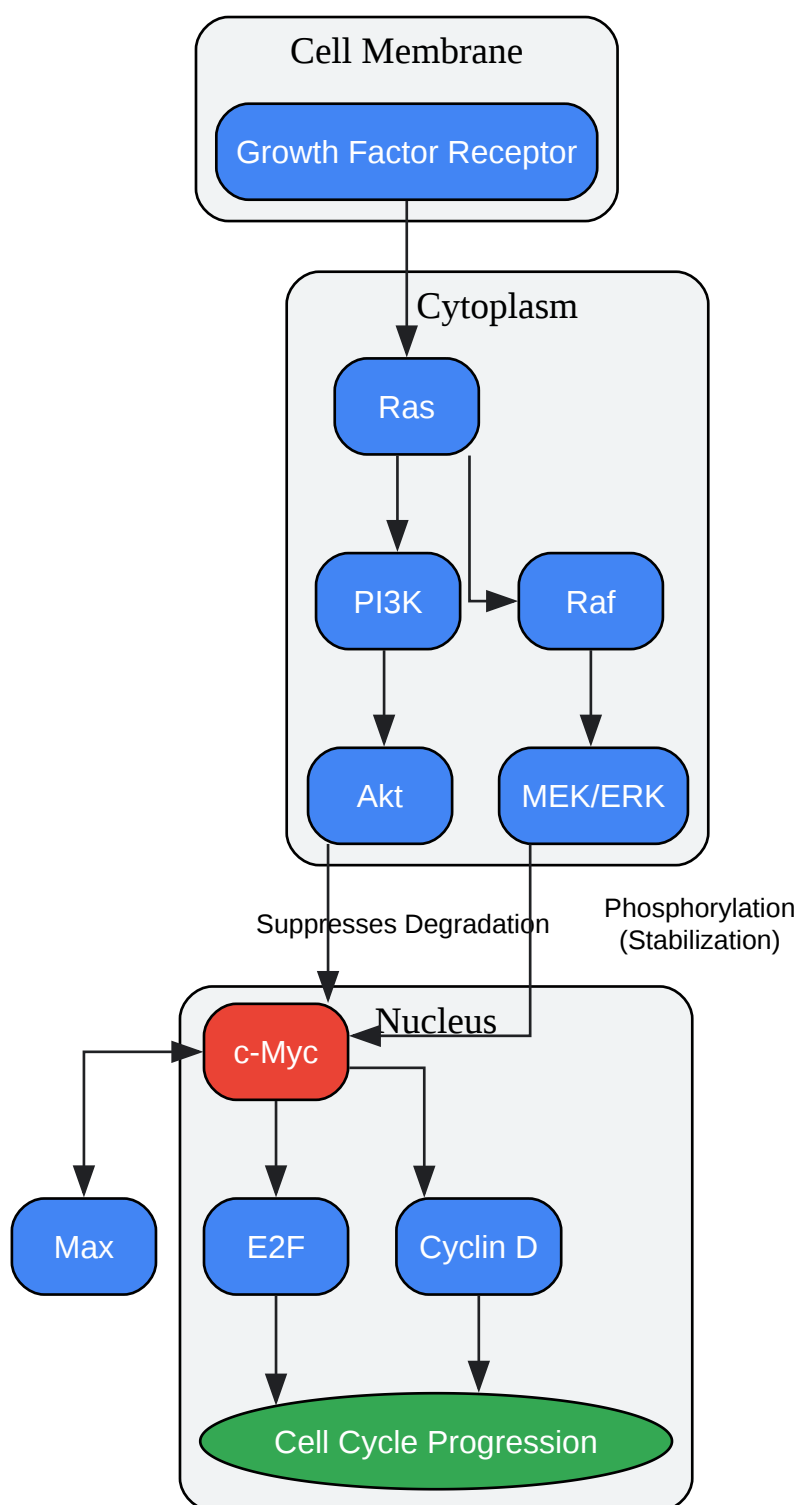 Cell Membrane
Growth Factor Receptor
Cytoplasm
Ras
PI3K
Raf
Akt
MEK/ERK
Suppresses Degradation
Phosphorylation
(Stabilization)
Nucleus
c-Myc
Max
E2F
Cyclin D
Cell Cycle Progression